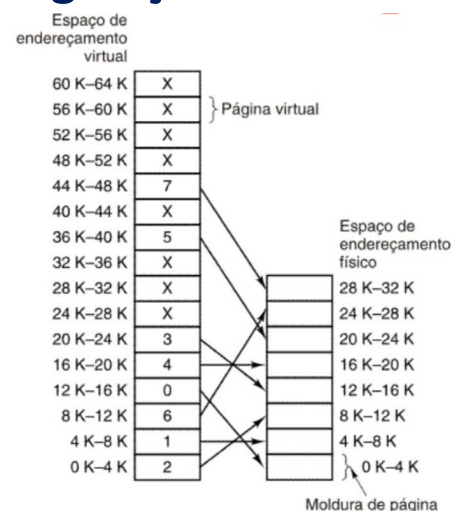 Espaço de
endereçamento
virtual
60 K–64 K X
56 K–60 K X Página virtual
52 K–56 K X
48 K–52 K X
44 K–48 K 7
40 K–44 K X
36 K–40 K 5
32 K–36 K X
28 K–32 K X
24 K–28 K X
20 K–24 K 3
16 K–20 K 4
12 K–16 K 0
8 K–12 K 6
4 K–8 K 1
0 K–4 K 2
Espaço de
endereçamento
físico
28 K–32 K
24 K–28 K
20 K–24 K
16 K–20 K
12 K–16 K
8 K–12 K
4 K–8 K
0 K–4 K
Moldura de página